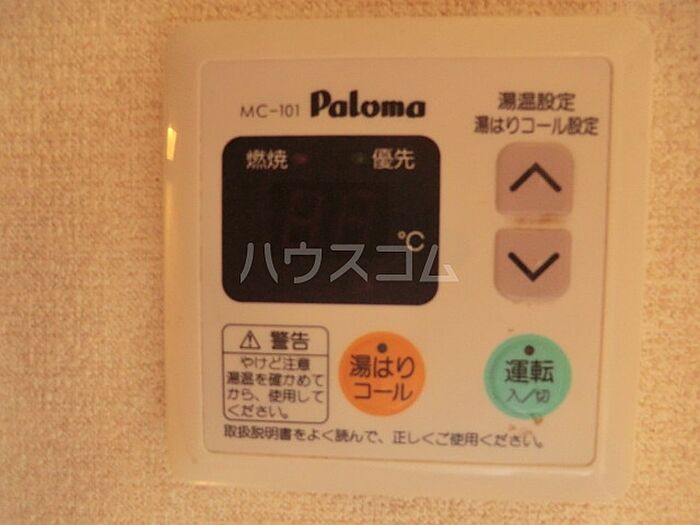 MC-101 Paloma
湯温設定
湯はりコール設定
燃焼 優先
℃
ハウスコム
⚠ 警告
やけど注意
湯温を確かめて
から、使用して
ください。
湯はり
コール
運転
入/切
取扱説明書をよく読んで、正しくご使用ください。